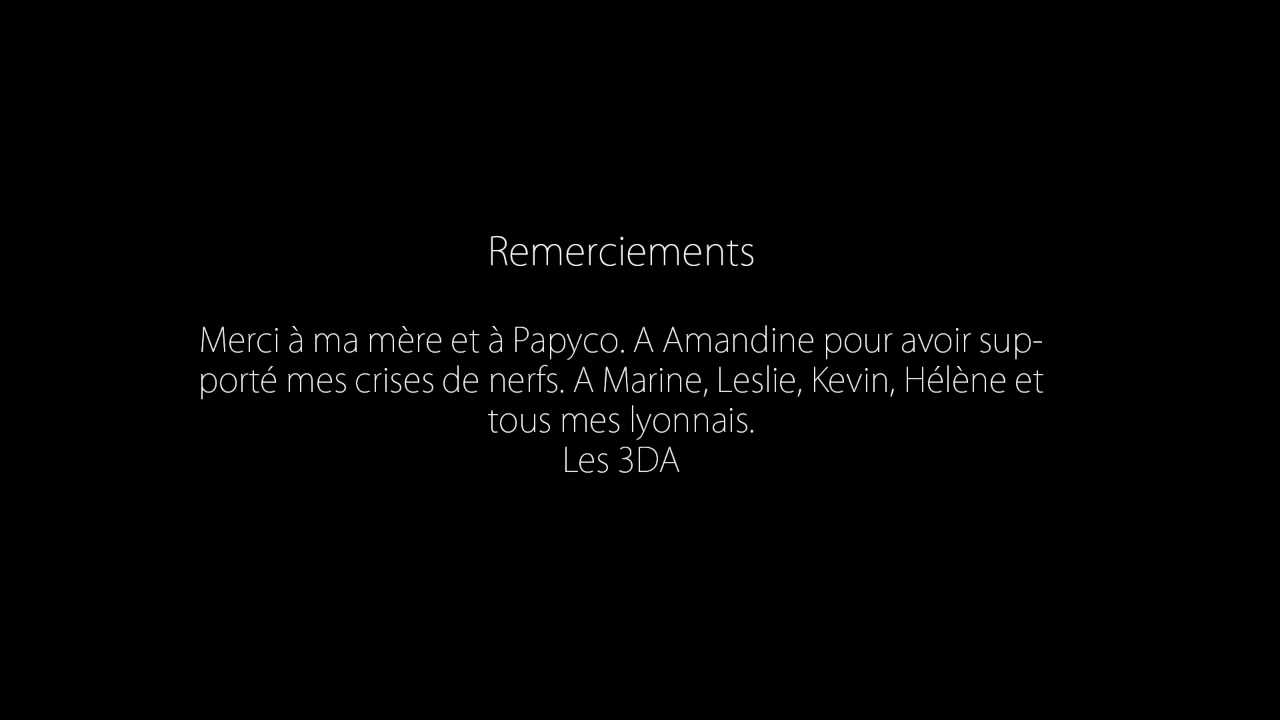 Remerciements
Merci à ma mère et à Papyco. A Amandine pour avoir sup-
porté mes crises de nerfs. A Marine, Leslie, Kevin, Hélène et
tous mes lyonnais.
Les 3DA